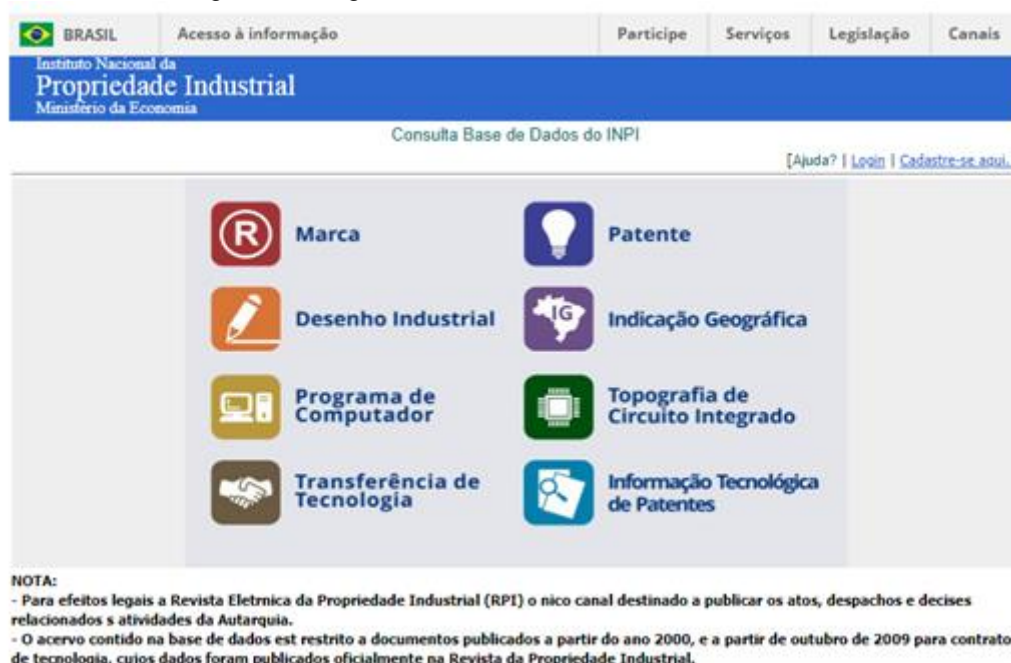 BRASIL Acesso à informação Participe Serviços Legislação Canais
Instituto Nacional da
Propriedade Industrial
Ministério da Economia
Consulta Base de Dados do INPI
[Ajuda? | Login | Cadastre-se aqui.
R Marca
Patente
Desenho Industrial
IG Indicação Geográfica
Programa de
Computador
Topografia de
Circuito Integrado
Transferência de
Tecnologia
Informação Tecnológica
de Patentes
NOTA:
- Para efeitos legais a Revista Eletrnica da Propriedade Industrial (RPI) o nico canal destinado a publicar os atos, despachos e decises
relacionados s atividades da Autarquia.
- O acervo contido na base de dados est restrito a documentos publicados a partir do ano 2000, e a partir de outubro de 2009 para contrato
de tecnologia, cujos dados foram publicados oficialmente na Revista da Propriedade Industrial.